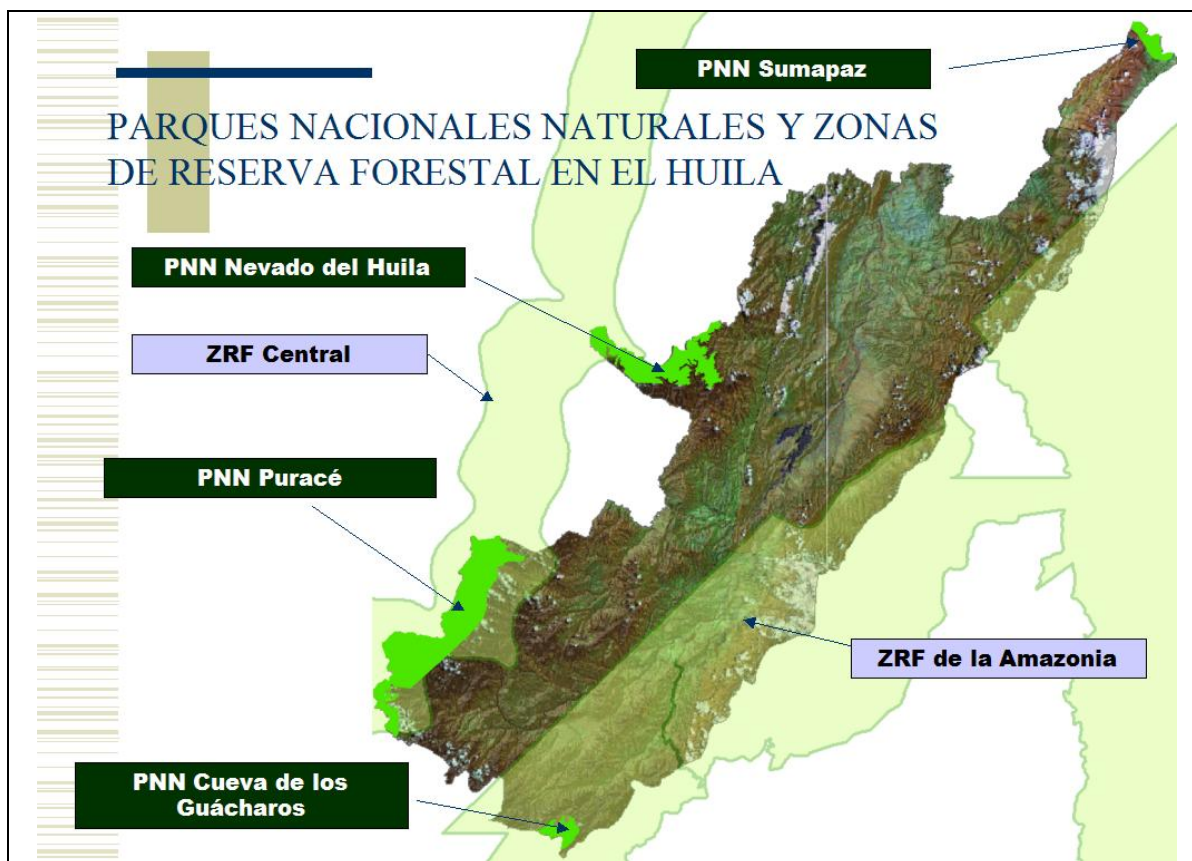 PNN Sumapaz
PARQUES NACIONALES NATURALES Y ZONAS
DE RESERVA FORESTAL EN EL HUILA
PNN Nevado del Huila
ZRF Central
PNN Puracé
ZRF de la Amazonia
PNN Cueva de los
Guácharos